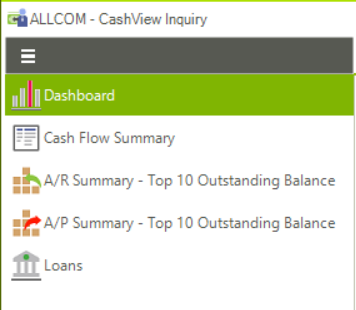 ALLCOM - CashView Inquiry
Dashboard
Cash Flow Summary
A/R Summary - Top 10 Outstanding Balance
A/P Summary - Top 10 Outstanding Balance
Loans